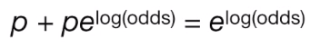 p + pe^log(odds) = e^log(odds)